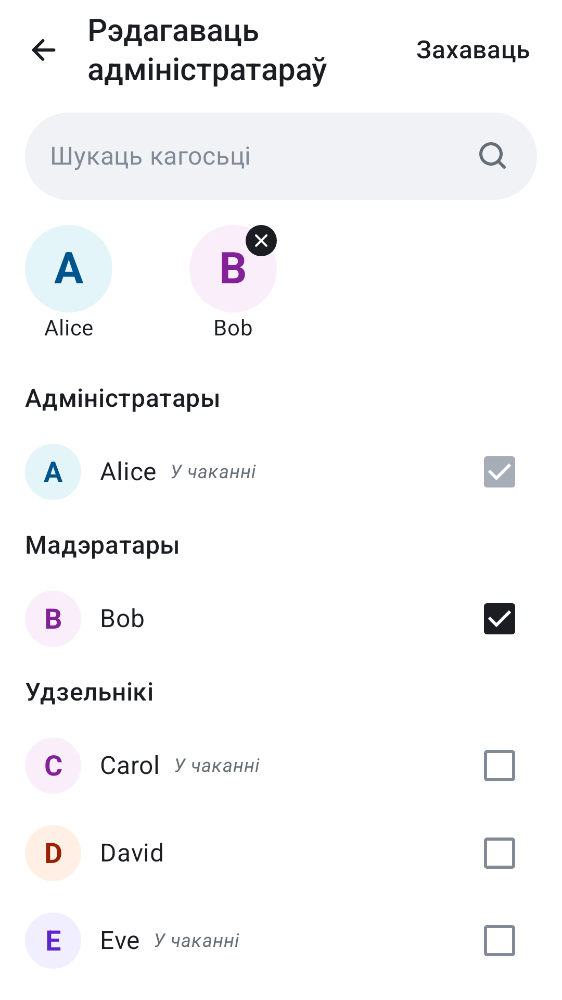 Рэдагаваць
адміністратараў
Захаваць
Шукаць кагосьці
A
B
Alice
Bob
Адміністратары
A
Alice У чаканні
Мадэратары
B
Bob
Удзельнікі
C
Carol У чаканні
D
David
E
Eve У чаканні